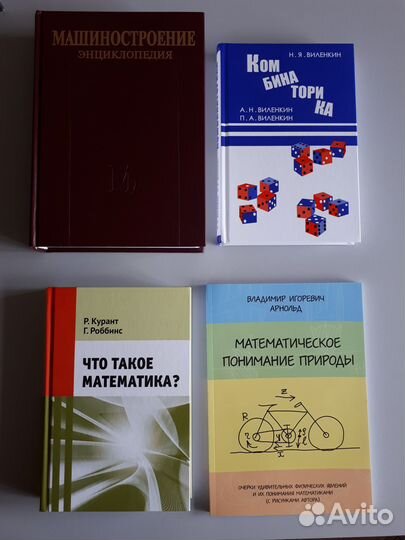 МАШИНОСТРОЕНИЕ
ЭНЦИКЛОПЕДИЯ
Н. Я. ВИЛЕНКИН
КОМ
БИНА
ТОРИ
КА
А. Н. ВИЛЕНКИН
П. А. ВИЛЕНКИН
Р. Курант
Г. Роббинс
ЧТО ТАКОЕ
МАТЕМАТИКА?
ВЛАДИМИР ИГОРЕВИЧ
АРНОЛЬД
МАТЕМАТИЧЕСКОЕ
ПОНИМАНИЕ ПРИРОДЫ
Z
R
r
y
x
ОЧЕРКИ УДИВИТЕЛЬНЫХ ФИЗИЧЕСКИХ ЯВЛЕНИЙ
И ИХ ПОНИМАНИЯ МАТЕМАТИКАМИ
(С РИСУНКАМИ АВТОРА)
Avito